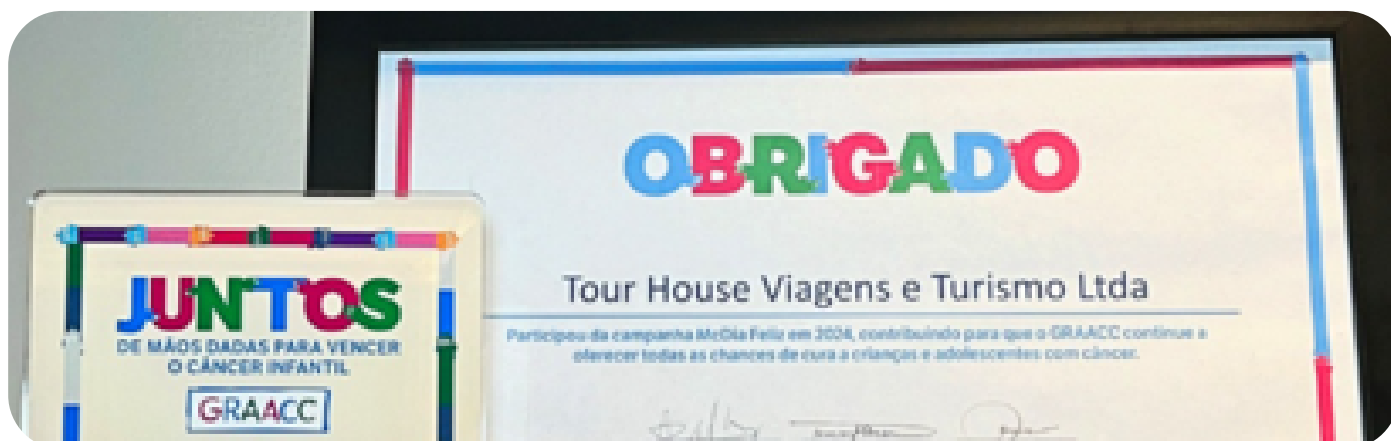 OBRIGADO
Tour House Viagens e Turismo Ltda
Participou da campanha McDia Feliz em 2024, contribuindo para que o GRAACC continue a
oferecer todas as chances de cura a crianças e adolescentes com câncer.
JUNTOS
DE MÃOS DADAS PARA VENCER
O CÂNCER INFANTIL
GRAACC